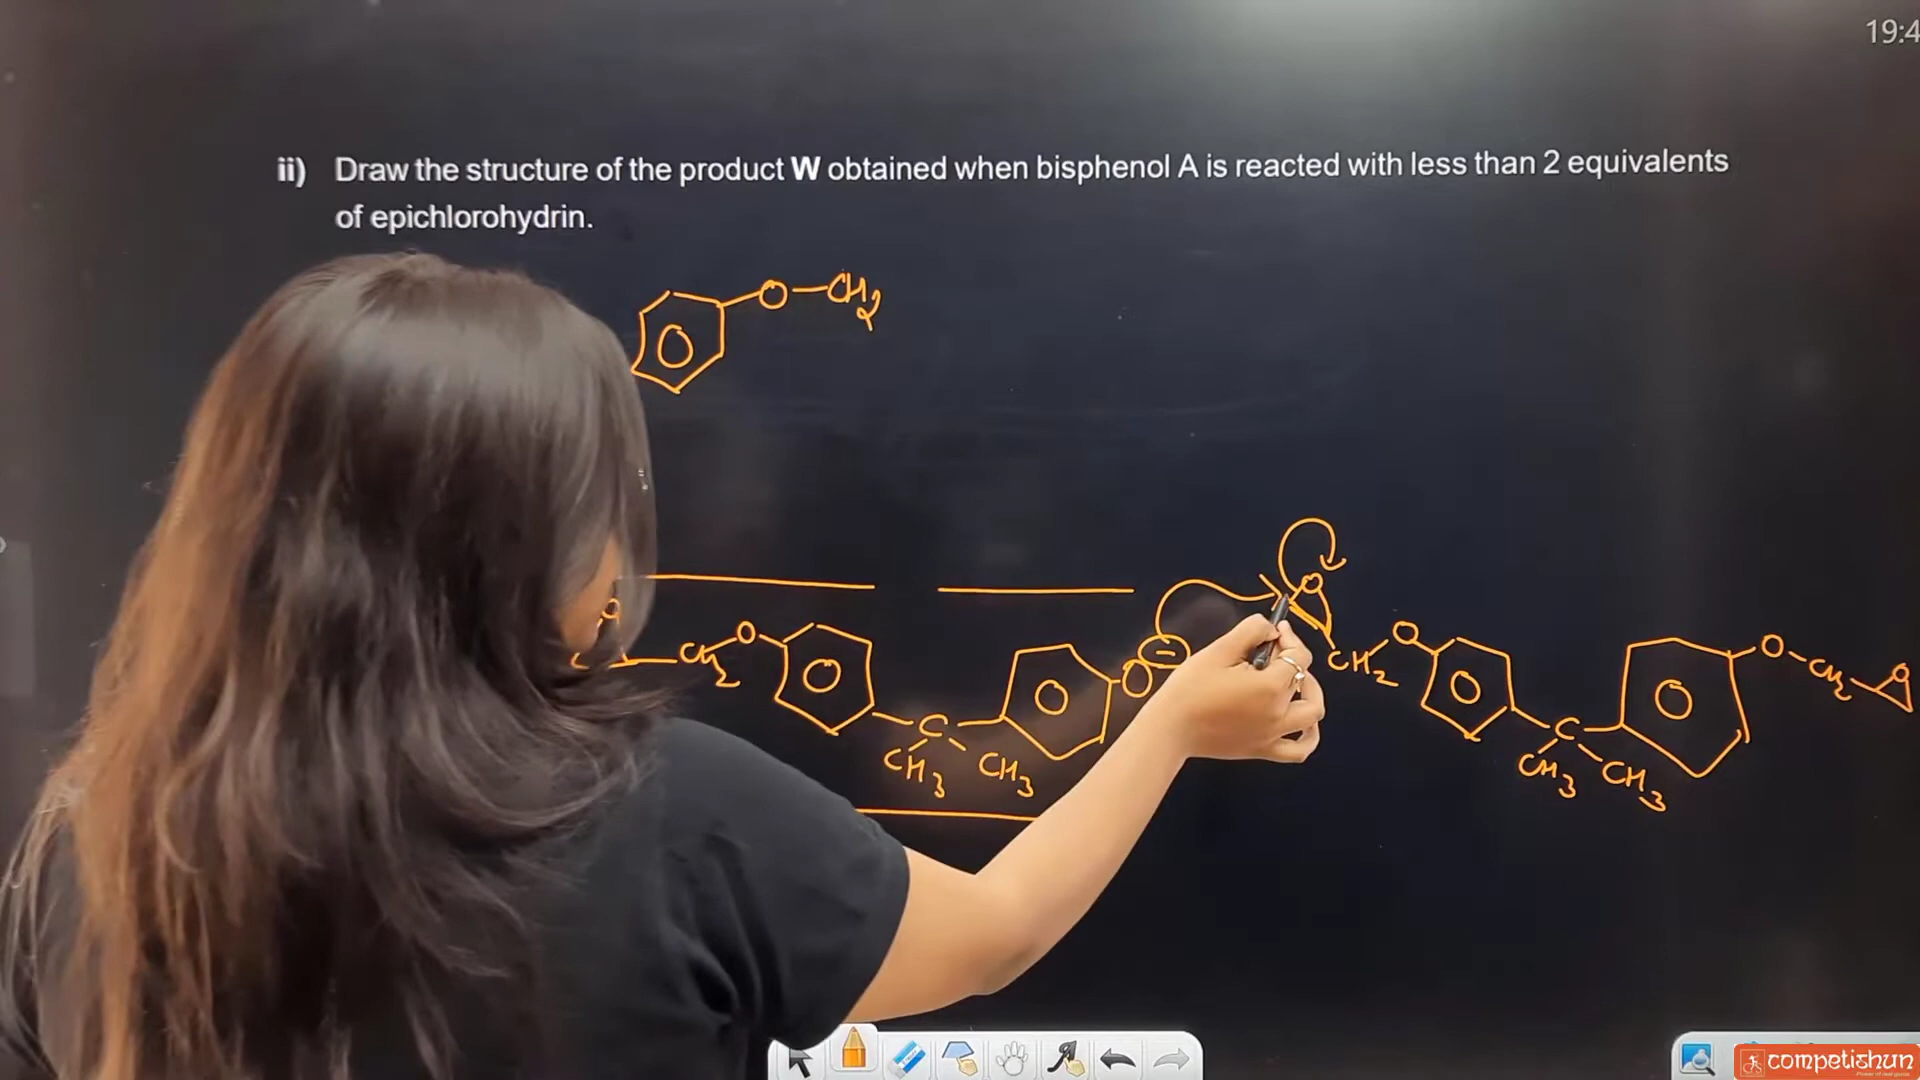 19:4
ii) Draw the structure of the product W obtained when bisphenol A is reacted with less than 2 equivalents
of epichlorohydrin.
O-CH2
O
O
CH2 O O C CH3 CH3 O O⊖
O CH2 O O C CH3 CH3 O O-CH2 O
competishun